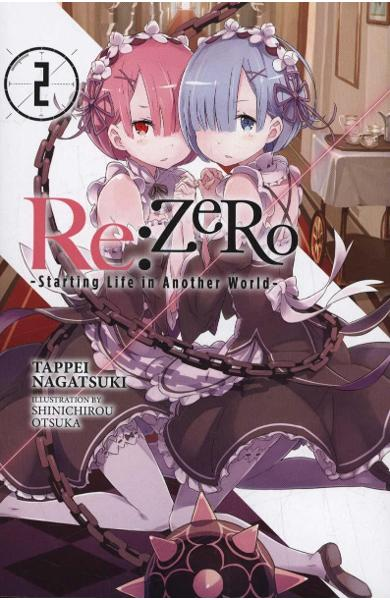 2
Re:ZeRo
-Starting Life in Another World-
TAPPEI
NAGATSUKI
ILLUSTRATION BY
SHINICHIROU
OTSUKA